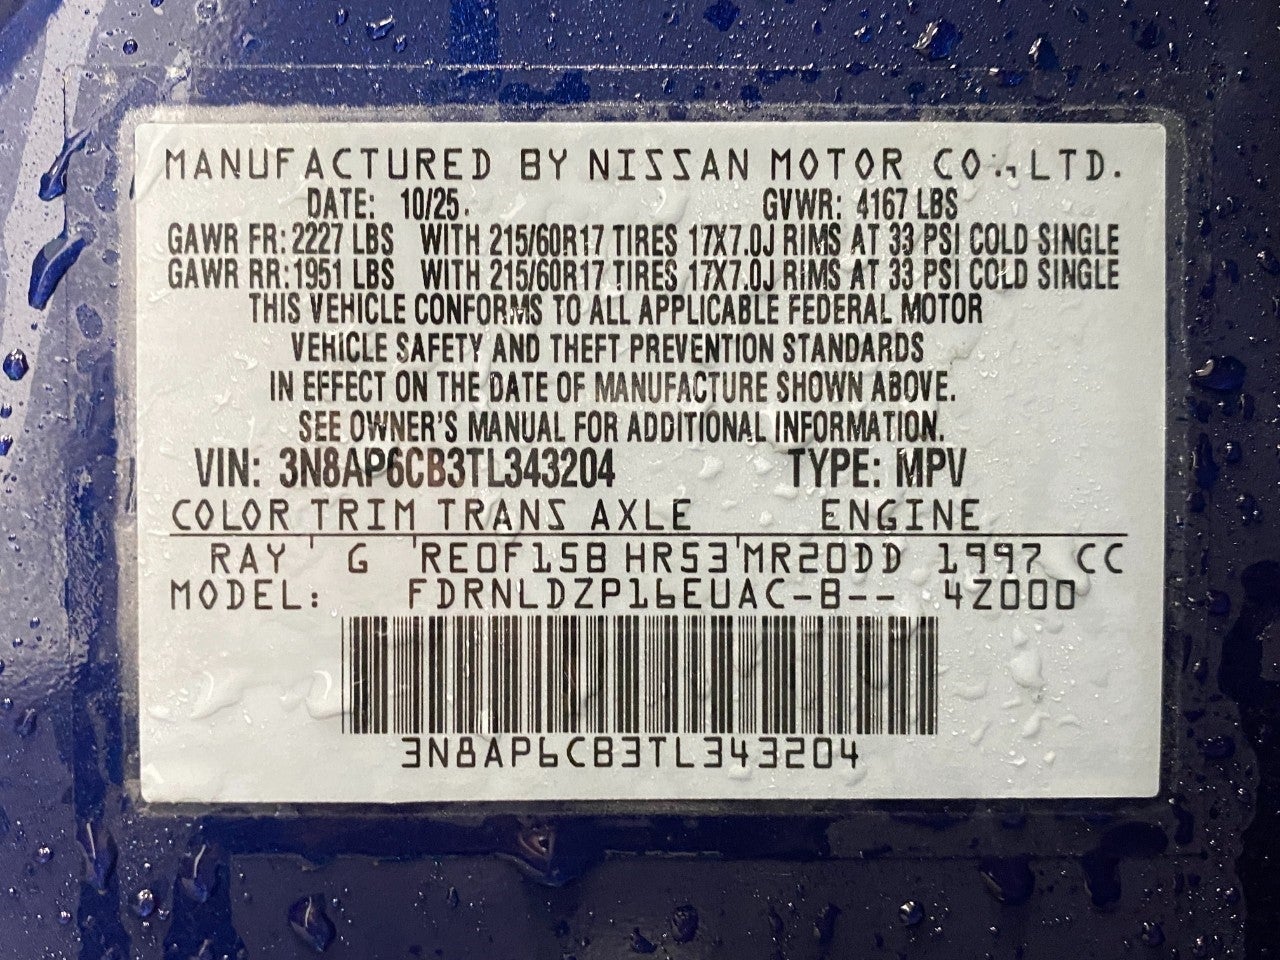 MANUFACTURED BY NISSAN MOTOR CO., LTD.
DATE: 10/25. GVWR: 4167 LBS
GAWR FR: 2227 LBS WITH 215/60R17 TIRES 17X7.0J RIMS AT 33 PSI COLD SINGLE
GAWR RR: 1951 LBS WITH 215/60R17 TIRES 17X7.0J RIMS AT 33 PSI COLD SINGLE
THIS VEHICLE CONFORMS TO ALL APPLICABLE FEDERAL MOTOR
VEHICLE SAFETY AND THEFT PREVENTION STANDARDS
IN EFFECT ON THE DATE OF MANUFACTURE SHOWN ABOVE.
SEE OWNER'S MANUAL FOR ADDITIONAL INFORMATION.
VIN: 3N8AP6CB3TL343204 TYPE: MPV
COLOR TRIM TRANS AXLE ENGINE
RAY ' G ' RE0F15B HR53 ' MR20DD 1997 CC
MODEL: FDRNLDZP16EUAC-B-- 4Z000
3N8AP6CB3TL343204